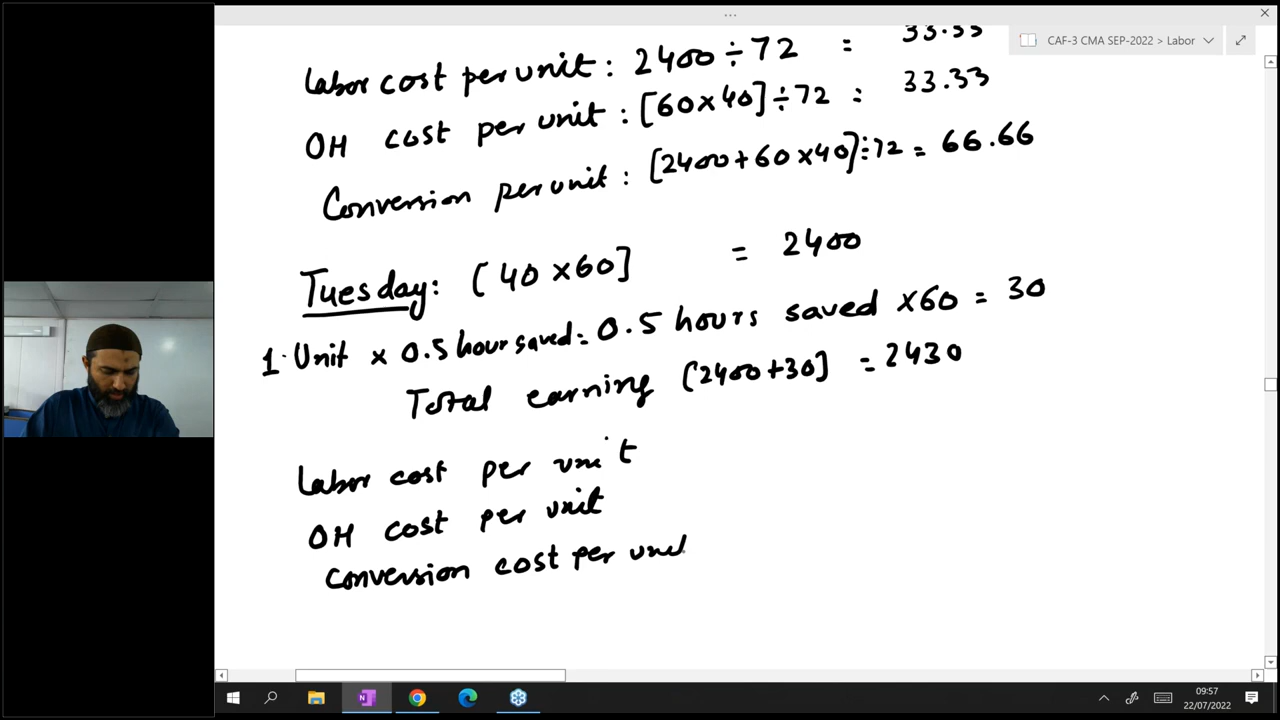 CAF-3 CMA SEP-2022 > Labor
33.33
Labor cost per unit : 2400 ÷ 72 =
OH cost per unit : [60 x 40] ÷ 72 = 33.33
Conversion per unit : [2400 + 60 x 40] ÷ 72 = 66.66
Tuesday: [40 x 60] = 2400
1. Unit x 0.5 hour saved = 0.5 hours saved x 60 = 30
Total earning [2400 + 30] = 2430
Labor cost per unit
OH cost per unit
Conversion cost per unit
09:57
22/07/2022